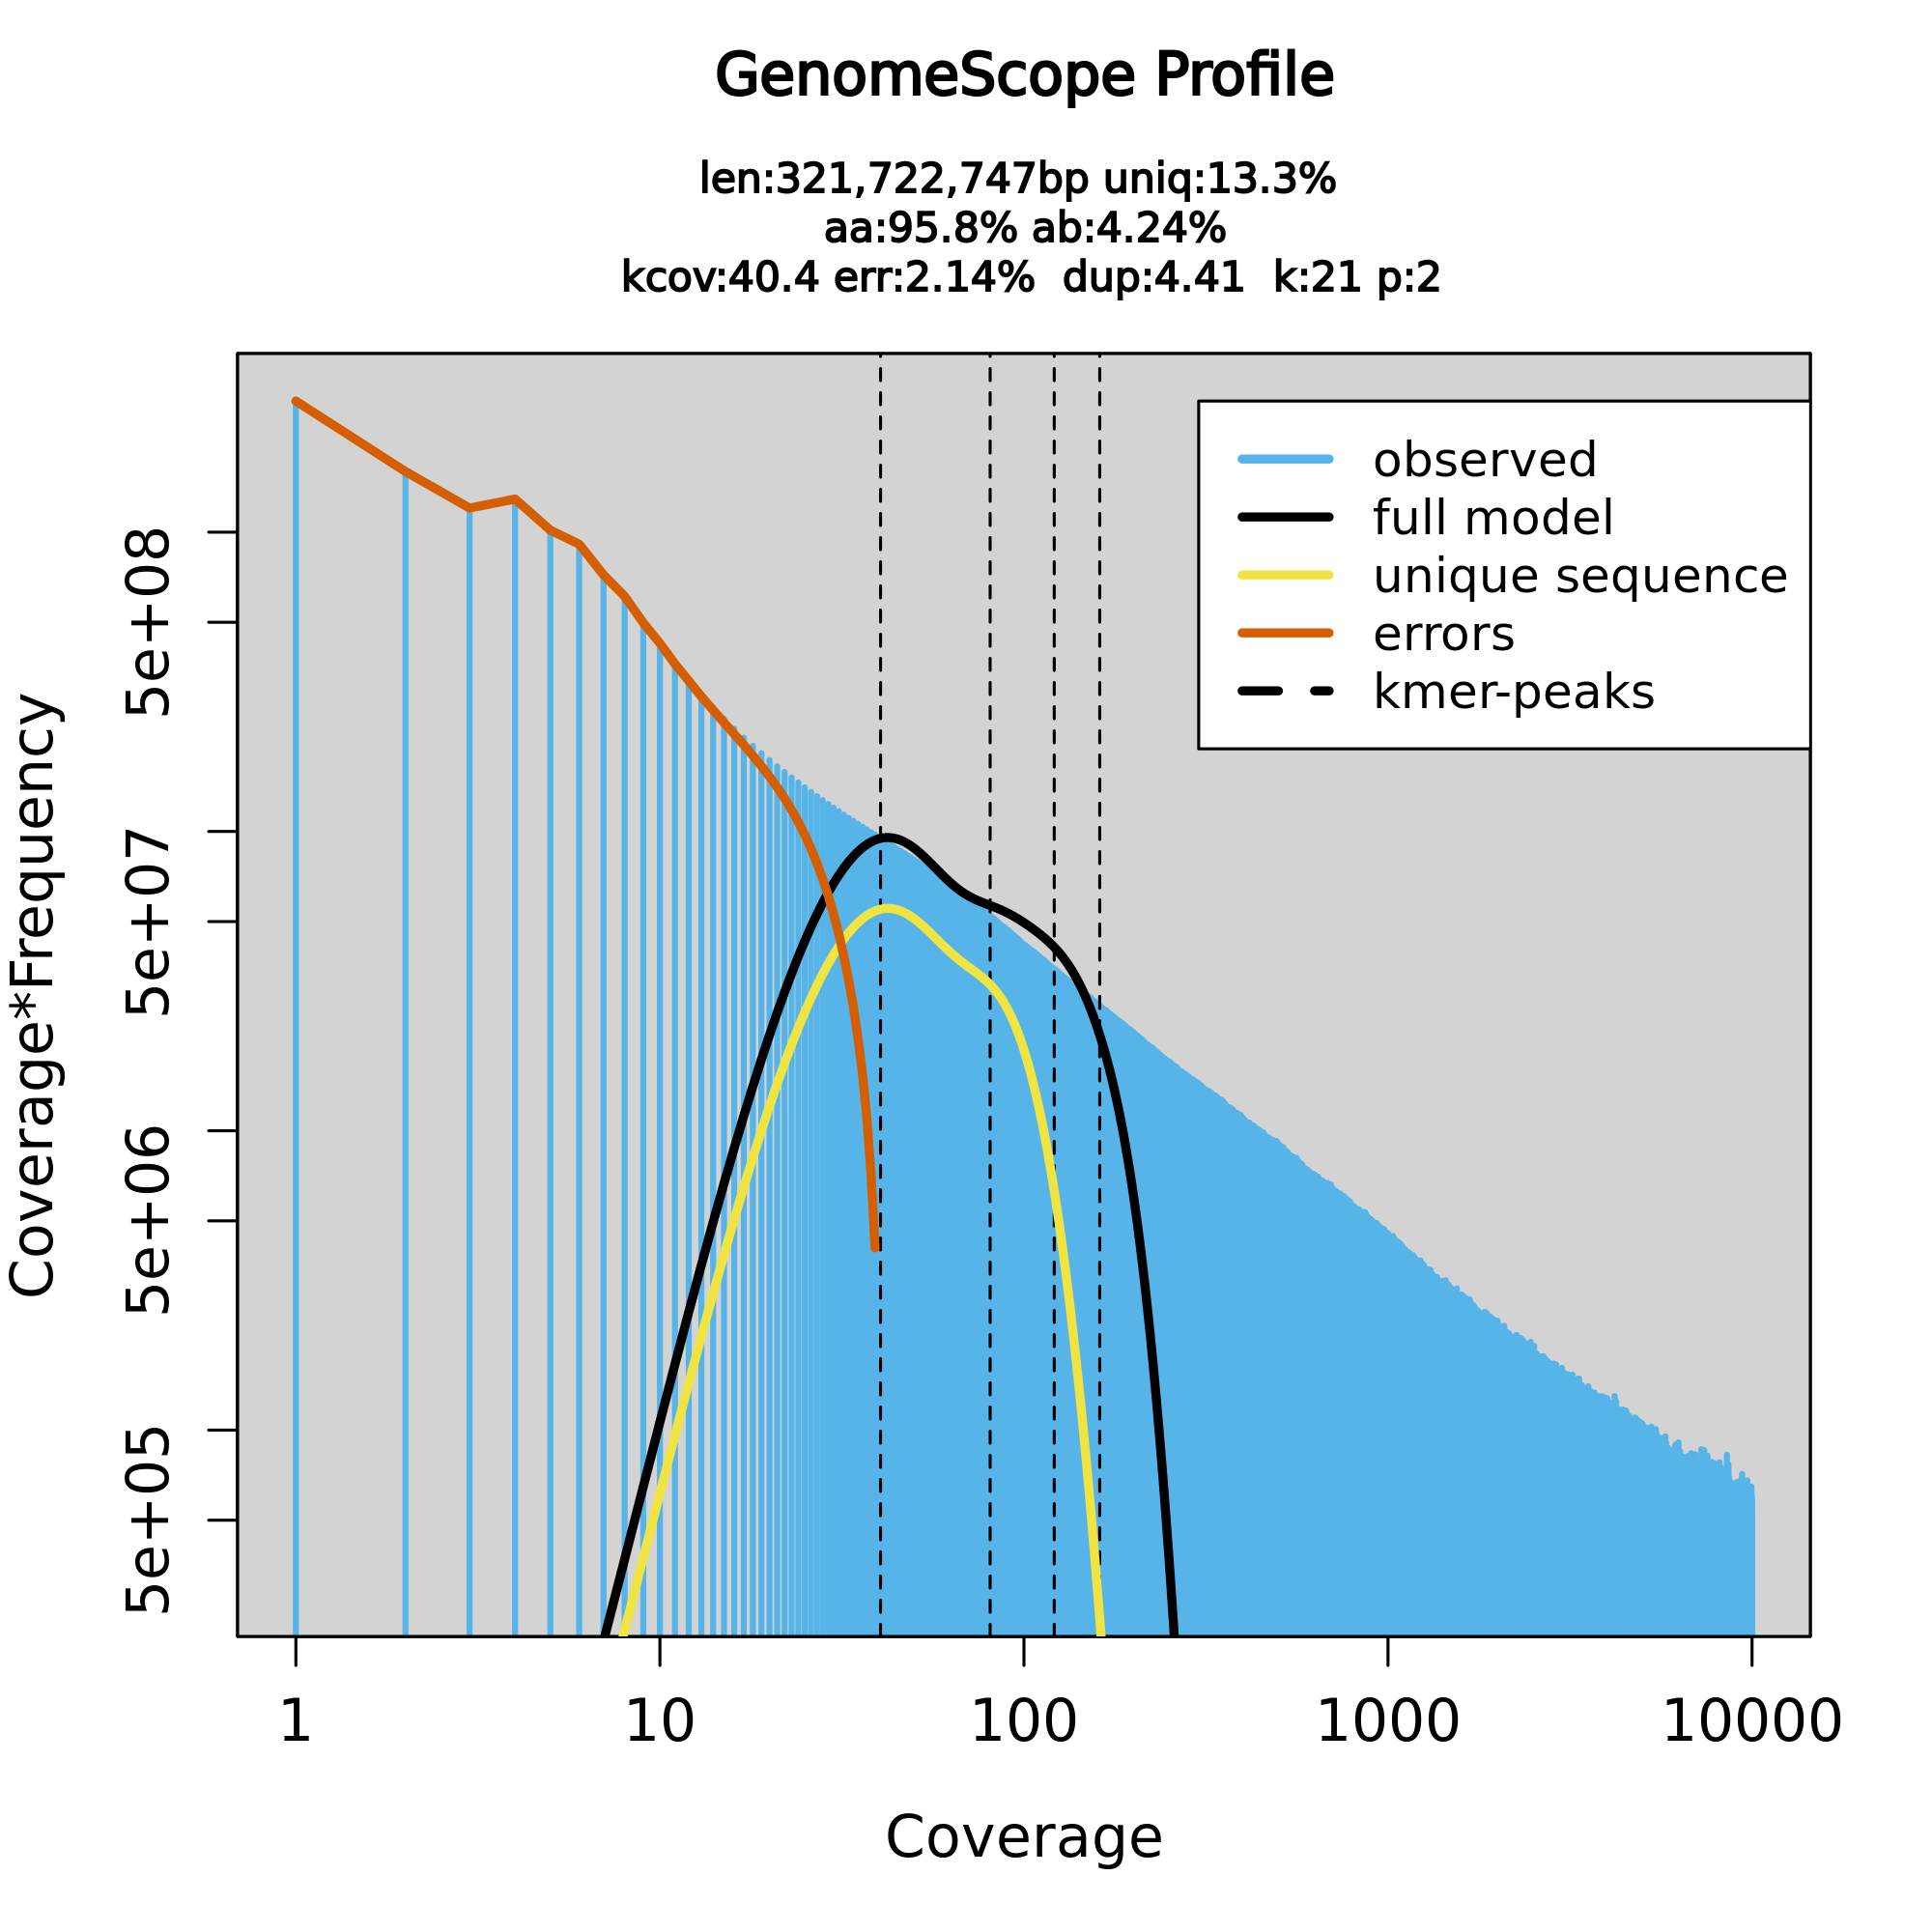 GenomeScope Profile
len:321,722,747bp uniq:13.3%
aa:95.8% ab:4.24%
kcov:40.4 err:2.14% dup:4.41 k:21 p:2
observed
full model
unique sequence
errors
kmer-peaks
Coverage*Frequency
5e+08
5e+07
5e+06
5e+05
1 10 100 1000 10000
Coverage